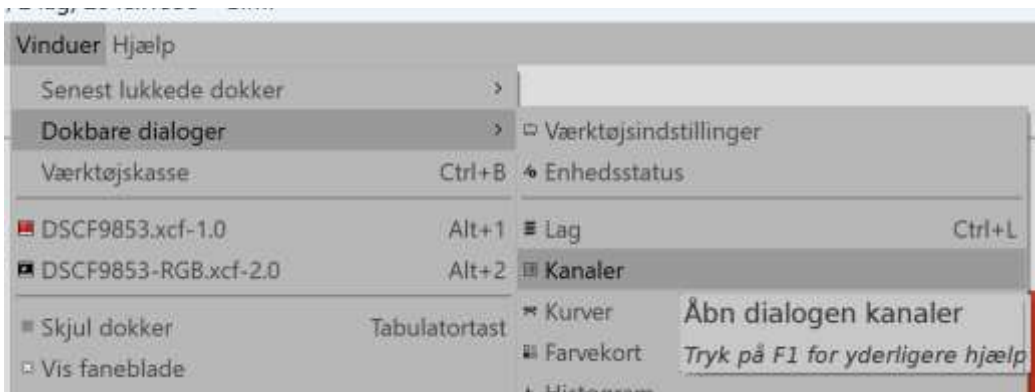 Vinduer Hjælp
Senest lukkede dokker >
Dokbare dialoger >
Værktøjsindstillinger
Værktøjskasse Ctrl+B
Enhedsstatus
DSCF9853.xcf-1.0 Alt+1
Lag Ctrl+L
DSCF9853-RGB.xcf-2.0 Alt+2
Kanaler
Kurver
Åbn dialogen kanaler
Skjul dokker Tabulatortast
Farvekort
Tryk på F1 for yderligere hjælp
Vis faneblade
Histogram